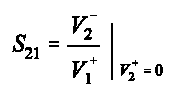 S₂₁ = V₂⁻ / V₁⁺ | V₂⁺ = 0